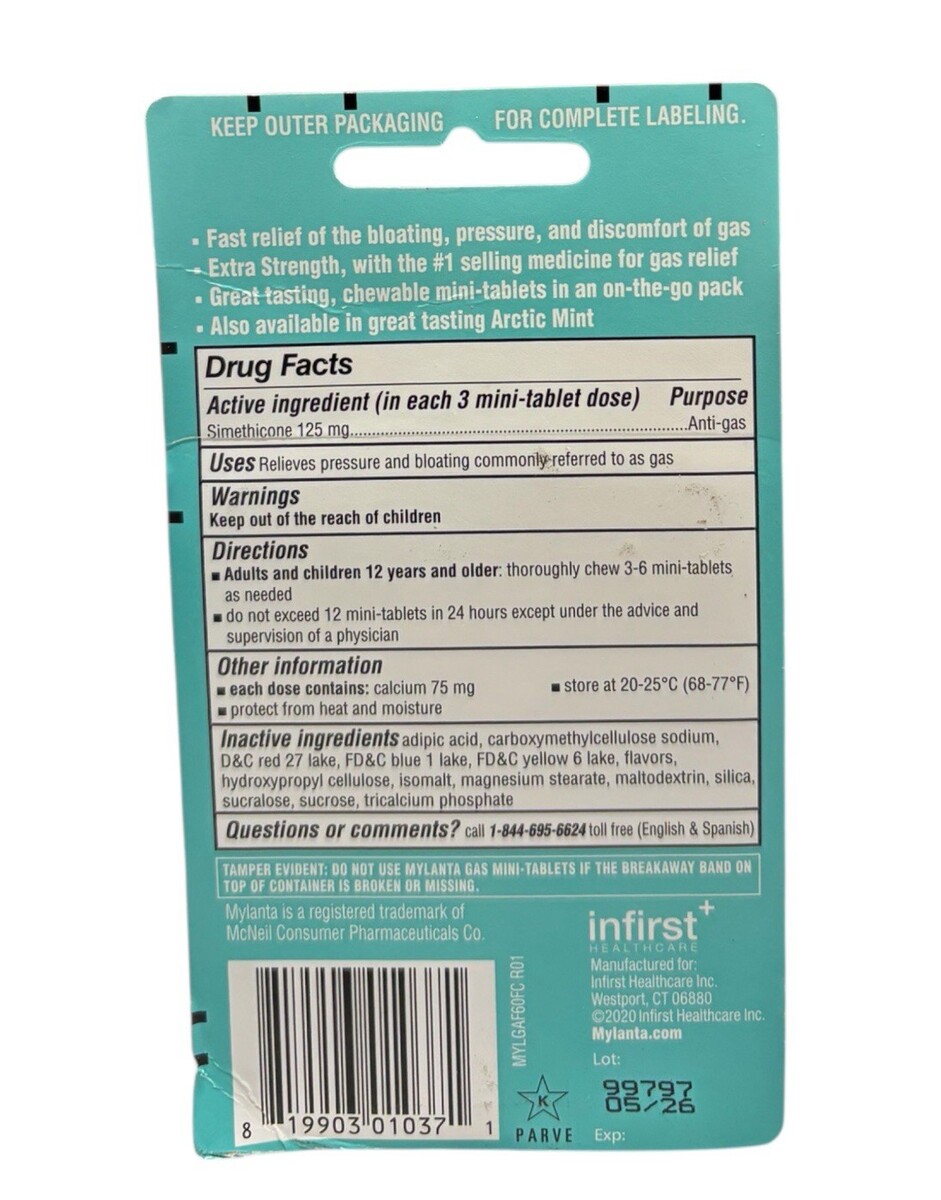 KEEP OUTER PACKAGING FOR COMPLETE LABELING.
▪ Fast relief of the bloating, pressure, and discomfort of gas
▪ Extra Strength, with the #1 selling medicine for gas relief
▪ Great tasting, chewable mini-tablets in an on-the-go pack
▪ Also available in great tasting Arctic Mint
Drug Facts
Active ingredient (in each 3 mini-tablet dose) Purpose
Simethicone 125 mg..........Anti-gas
Uses Relieves pressure and bloating commonly referred to as gas
Warnings
Keep out of the reach of children
Directions
■ Adults and children 12 years and older: thoroughly chew 3-6 mini-tablets
as needed
■ do not exceed 12 mini-tablets in 24 hours except under the advice and
supervision of a physician
Other information
■ each dose contains: calcium 75 mg ■ store at 20-25°C (68-77°F)
■ protect from heat and moisture
Inactive ingredients adipic acid, carboxymethylcellulose sodium,
D&C red 27 lake, FD&C blue 1 lake, FD&C yellow 6 lake, flavors,
hydroxypropyl cellulose, isomalt, magnesium stearate, maltodextrin, silica,
sucralose, sucrose, tricalcium phosphate
Questions or comments? call 1-844-695-6624 toll free (English & Spanish)
TAMPER EVIDENT: DO NOT USE MYLANTA GAS MINI-TABLETS IF THE BREAKAWAY BAND ON
TOP OF CONTAINER IS BROKEN OR MISSING.
Mylanta is a registered trademark of
McNeil Consumer Pharmaceuticals Co.
infirst+
HEALTHCARE
Manufactured for:
Infirst Healthcare Inc.
Westport, CT 06880
©2020 Infirst Healthcare Inc.
Mylanta.com
MYLGAF60FC R01
Lot:
99797
05/26
Exp:
K
PARVE
8 19903 01037 1